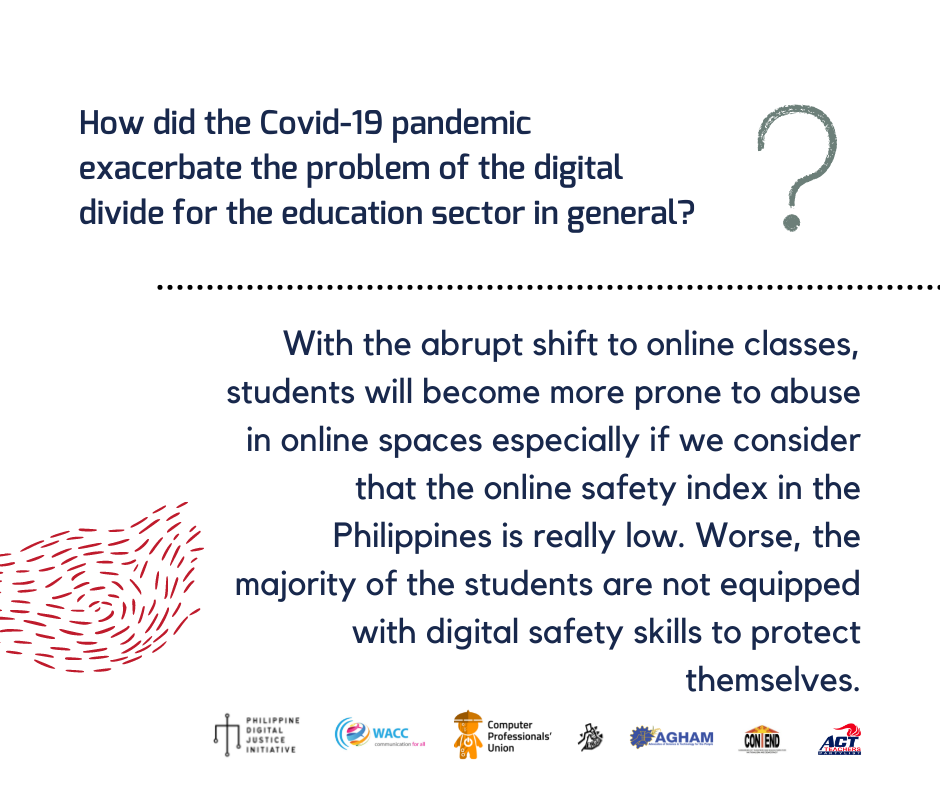 How did the Covid-19 pandemic
exacerbate the problem of the digital
divide for the education sector in general?
With the abrupt shift to online classes,
students will become more prone to abuse
in online spaces especially if we consider
that the online safety index in the
Philippines is really low. Worse, the
majority of the students are not equipped
with digital safety skills to protect
themselves.
PHILIPPINE
DIGITAL
JUSTICE
INITIATIVE
WACC
communication for all
Computer
Professionals'
Union
AGHAM
CONTEND
ACT
TEACHERS
PARTYLIST